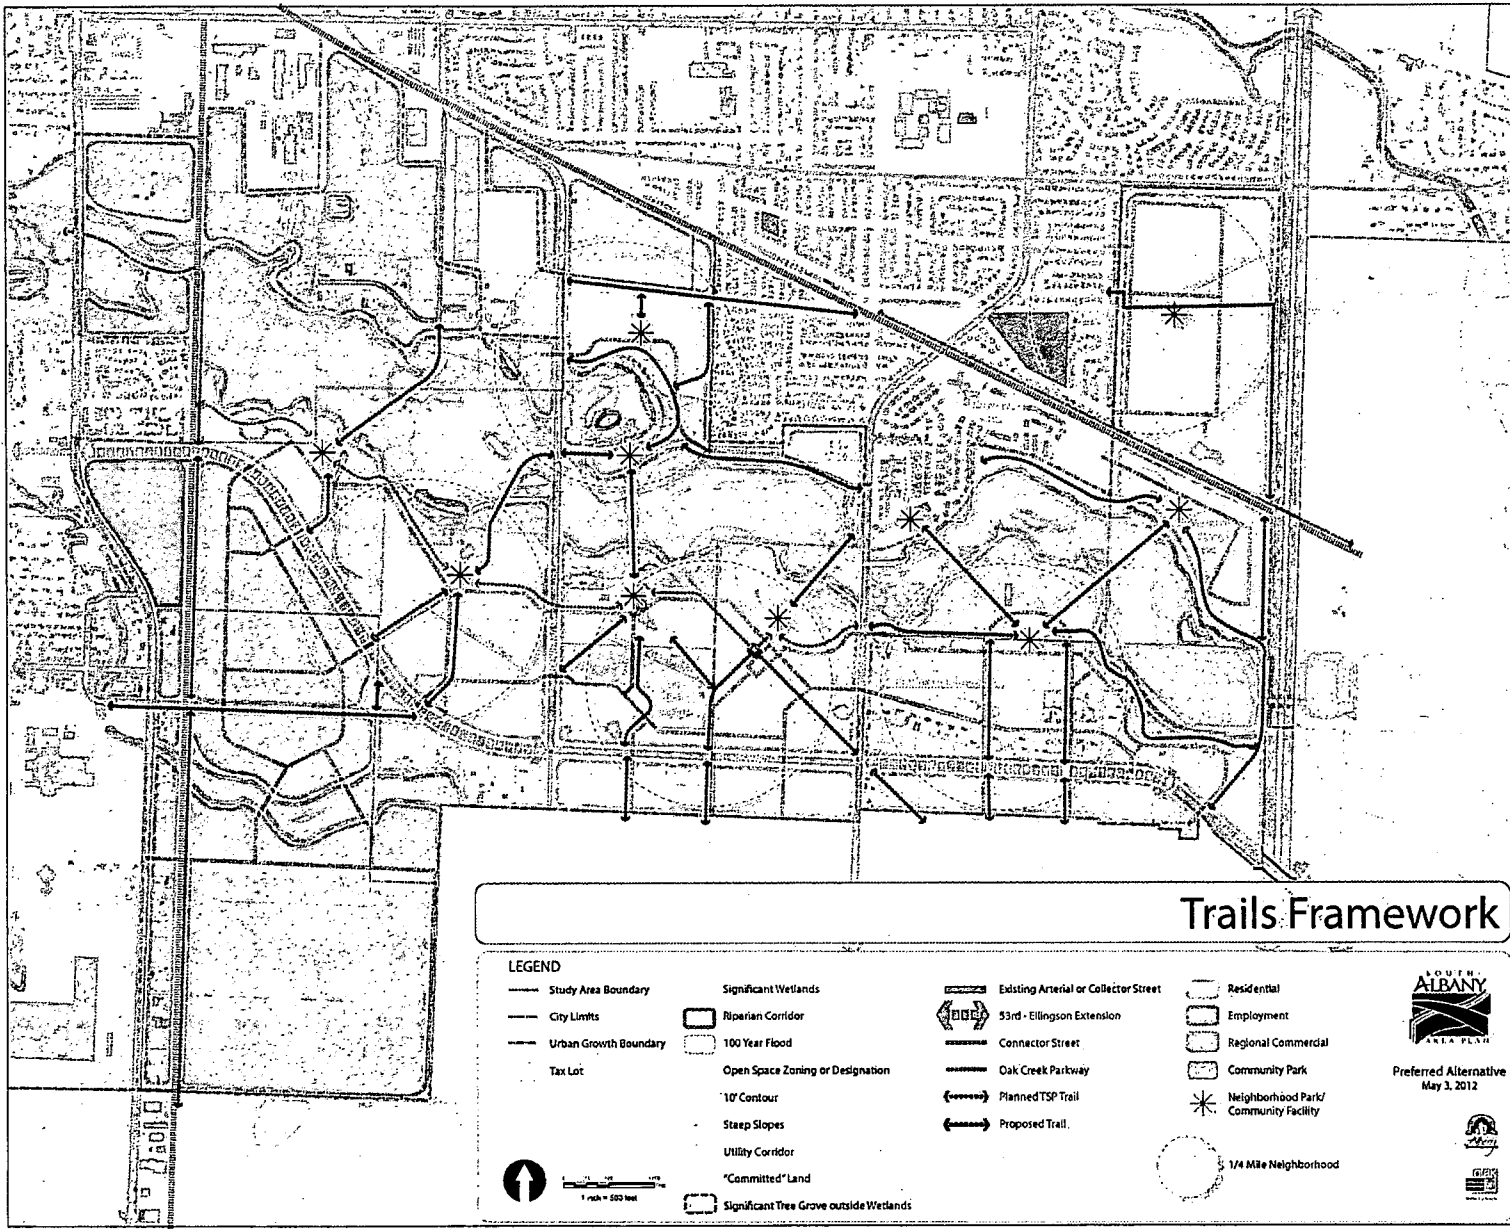 Trails Framework
LEGEND
Study Area Boundary
City Limits
Urban Growth Boundary
Tax Lot
Significant Wetlands
Riparian Corridor
100 Year Flood
Open Space Zoning or Designation
10' Contour
Steep Slopes
Utility Corridor
"Committed" Land
Significant Tree Grove outside Wetlands
Existing Arterial or Collector Street
53rd - Ellingson Extension
Connector Street
Oak Creek Parkway
Planned TSP Trail
Proposed Trail
Residential
Employment
Regional Commercial
Community Park
Neighborhood Park/
Community Facility
1/4 Mile Neighborhood
SOUTH
ALBANY
AREA PLAN
Preferred Alternative
May 3, 2012